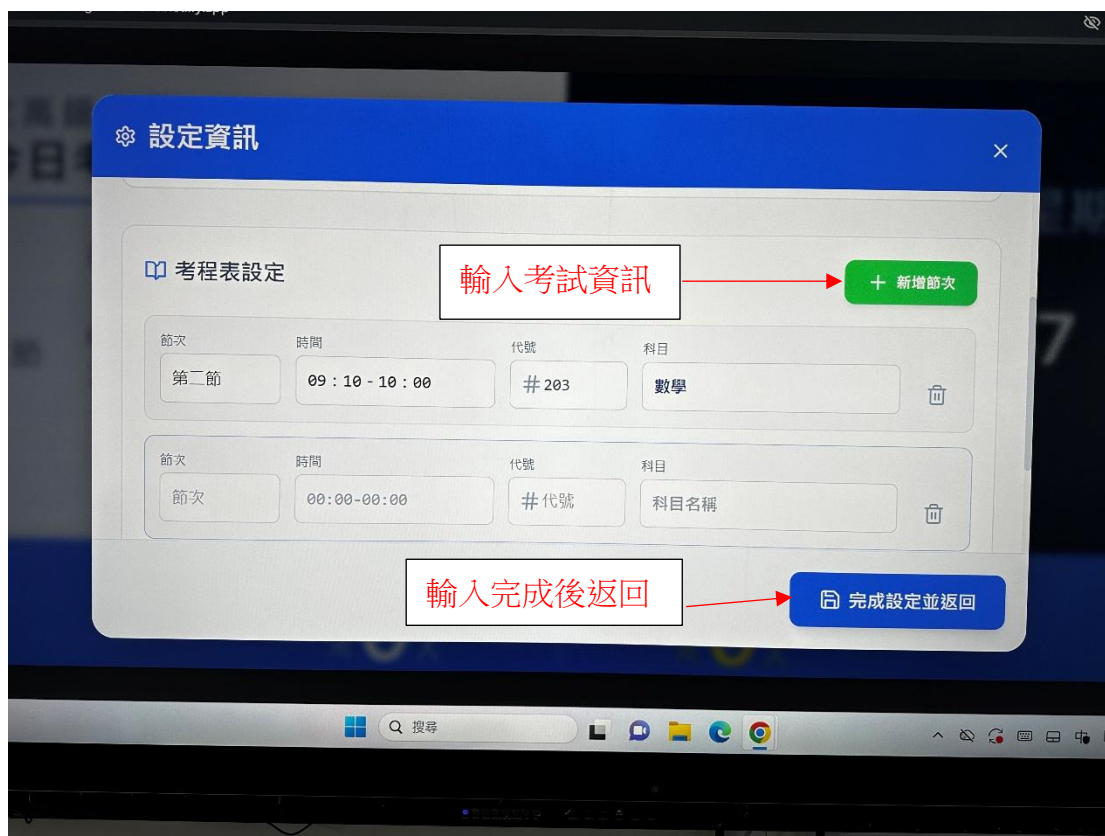 設定資訊
考程表設定
輸入考試資訊
新增節次
節次 時間 代號 科目
第二節 09:10-10:00 #203 數學
節次 時間 代號 科目
節次 00:00-00:00 #代號 科目名稱
輸入完成後返回
完成設定並返回
搜尋